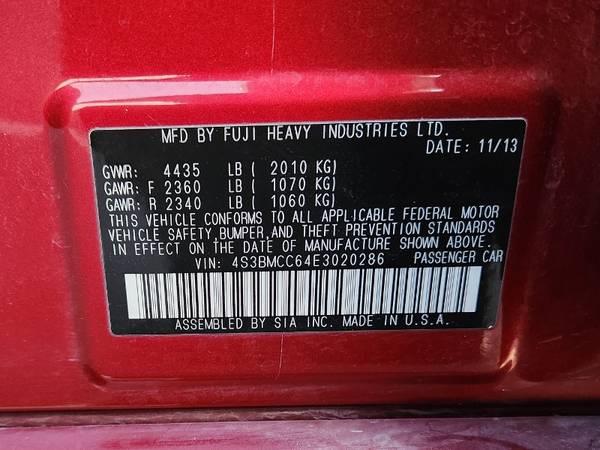 MFD BY FUJI HEAVY INDUSTRIES LTD.
DATE: 11/13
GVWR: 4435 LB ( 2010 KG)
GAWR: F 2360 LB ( 1070 KG)
GAWR: R 2340 LB ( 1060 KG)
THIS VEHICLE CONFORMS TO ALL APPLICABLE FEDERAL MOTOR
VEHICLE SAFETY, BUMPER, AND THEFT PREVENTION STANDARDS
IN EFFECT ON THE DATE OF MANUFACTURE SHOWN ABOVE.
VIN: 4S3BMCC64E3020286 PASSENGER CAR
ASSEMBLED BY SIA INC. MADE IN U.S.A.